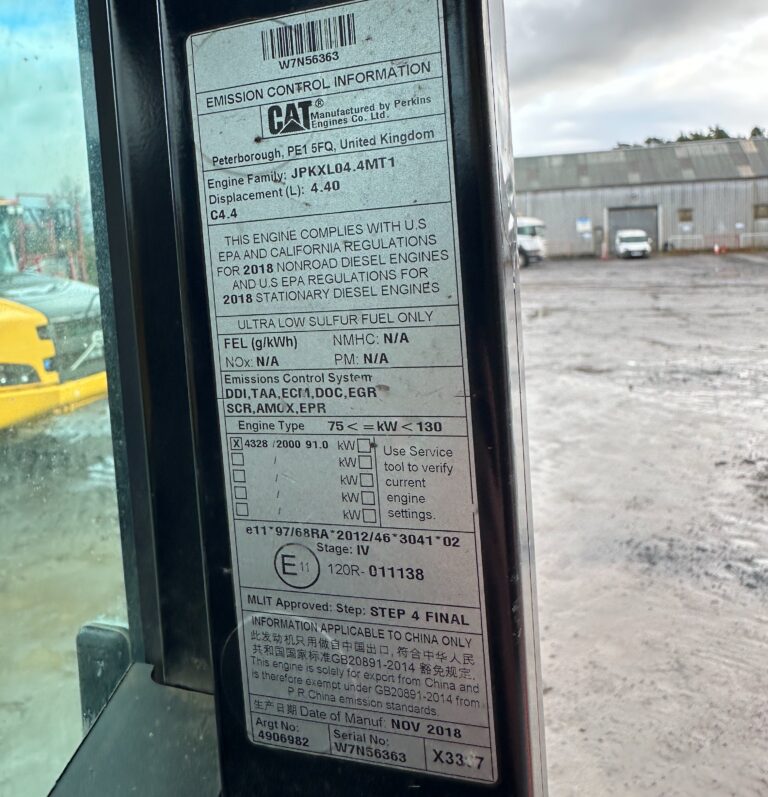 W7N56363
EMISSION CONTROL INFORMATION
CAT® Manufactured by Perkins
Engines Co. Ltd.
Peterborough, PE1 5FQ, United Kingdom
Engine Family: JPKXL04.4MT1
Displacement (L): 4.40
C4.4
THIS ENGINE COMPLIES WITH U.S
EPA AND CALIFORNIA REGULATIONS
FOR 2018 NONROAD DIESEL ENGINES
AND U.S EPA REGULATIONS FOR
2018 STATIONARY DIESEL ENGINES
ULTRA LOW SULFUR FUEL ONLY
FEL (g/kWh) NMHC: N/A
NOx: N/A PM: N/A
Emissions Control System
DDI,TAA,ECM,DOC,EGR
SCR,AMOX,EPR
Engine Type 75 < = kW < 130
X 4328 / 2000 91.0 kW Use Service
/ kW tool to verify
/ kW current
/ kW engine
/ kW settings.
e11*97/68RA*2012/46*3041*02
Stage: IV
E11 120R- 011138
MLIT Approved: Step: STEP 4 FINAL
INFORMATION APPLICABLE TO CHINA ONLY
此发动机只用做自中国出口, 符合中华人民
共和国国家标准GB20891-2014 豁免规定,
This engine is solely for export from China and
is therefore exempt under GB20891-2014 from
P.R.China emission standards.
生产日期 Date of Manuf: NOV 2018
Argt No: Serial No:
4906982 W7N56363